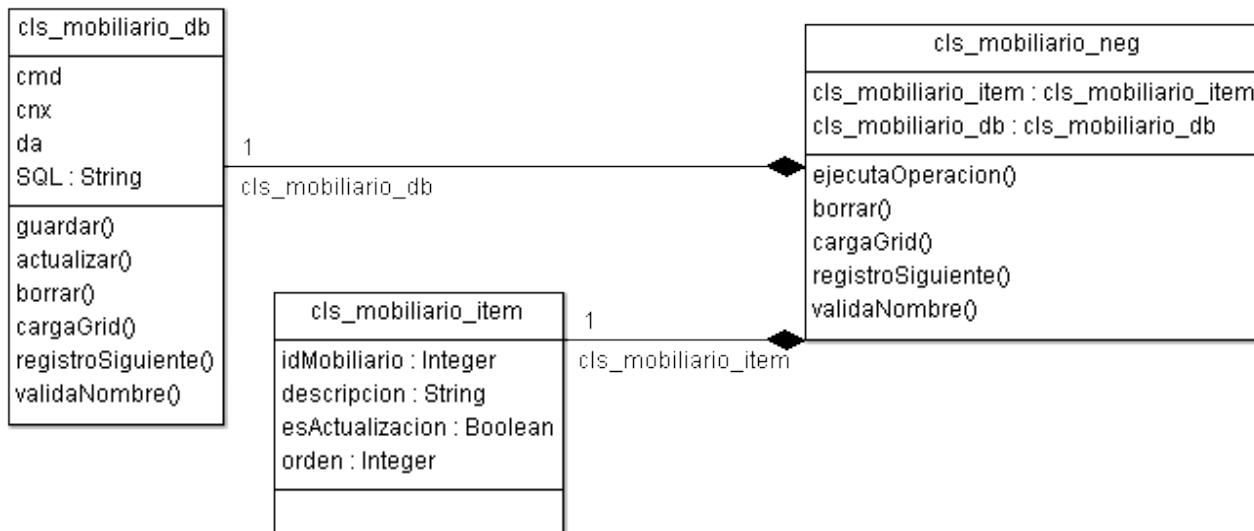 cls_mobiliario_db
cmd
cnx
da
SQL : String
guardar()
actualizar()
borrar()
cargaGrid()
registroSiguiente()
validaNombre()
1
cls_mobiliario_db
cls_mobiliario_neg
cls_mobiliario_item : cls_mobiliario_item
cls_mobiliario_db : cls_mobiliario_db
ejecutaOperacion()
borrar()
cargaGrid()
registroSiguiente()
validaNombre()
cls_mobiliario_item
idMobiliario : Integer
descripcion : String
esActualizacion : Boolean
orden : Integer
1
cls_mobiliario_item